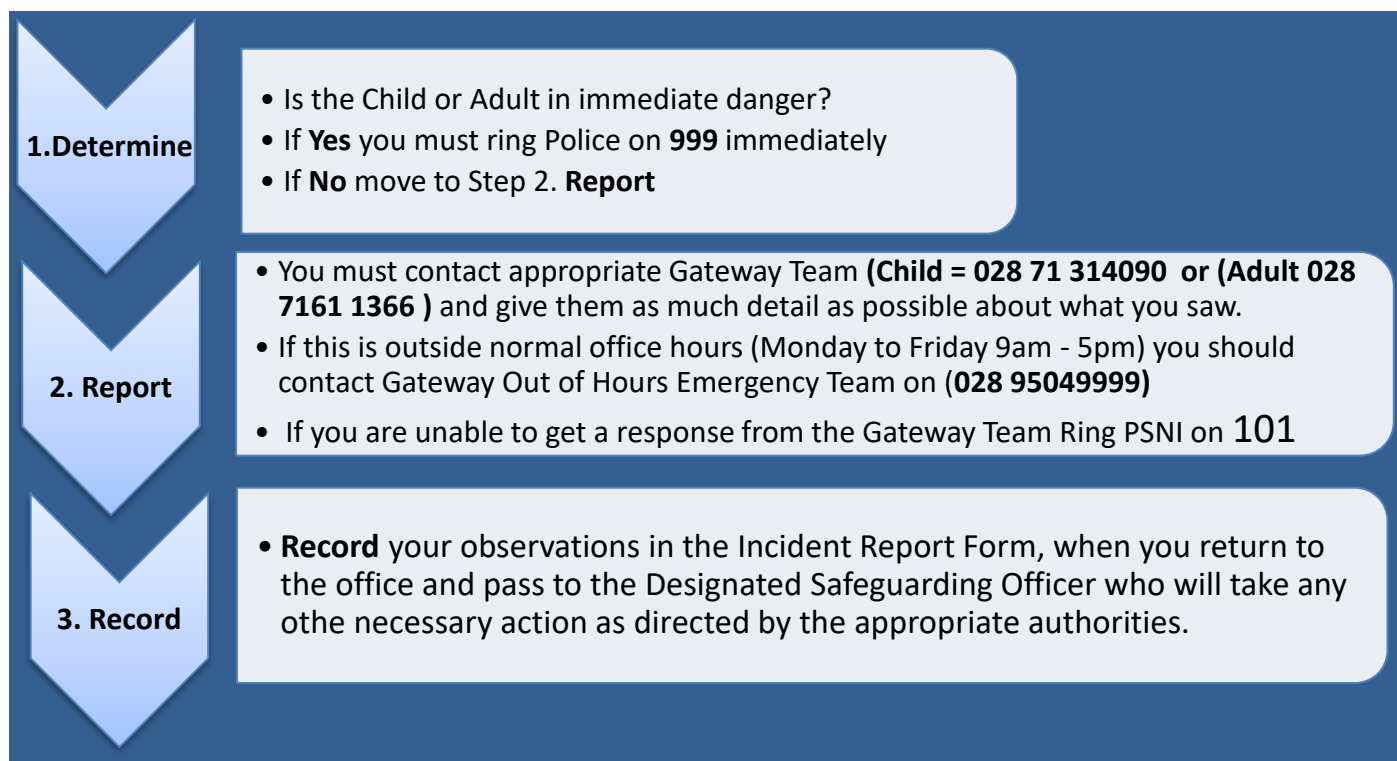 1.Determine
• Is the Child or Adult in immediate danger?
• If Yes you must ring Police on 999 immediately
• If No move to Step 2. Report
2. Report
• You must contact appropriate Gateway Team (Child = 028 71 314090 or (Adult 028
7161 1366 ) and give them as much detail as possible about what you saw.
• If this is outside normal office hours (Monday to Friday 9am - 5pm) you should
contact Gateway Out of Hours Emergency Team on (028 95049999)
• If you are unable to get a response from the Gateway Team Ring PSNI on 101
3. Record
• Record your observations in the Incident Report Form, when you return to
the office and pass to the Designated Safeguarding Officer who will take any
othe necessary action as directed by the appropriate authorities.